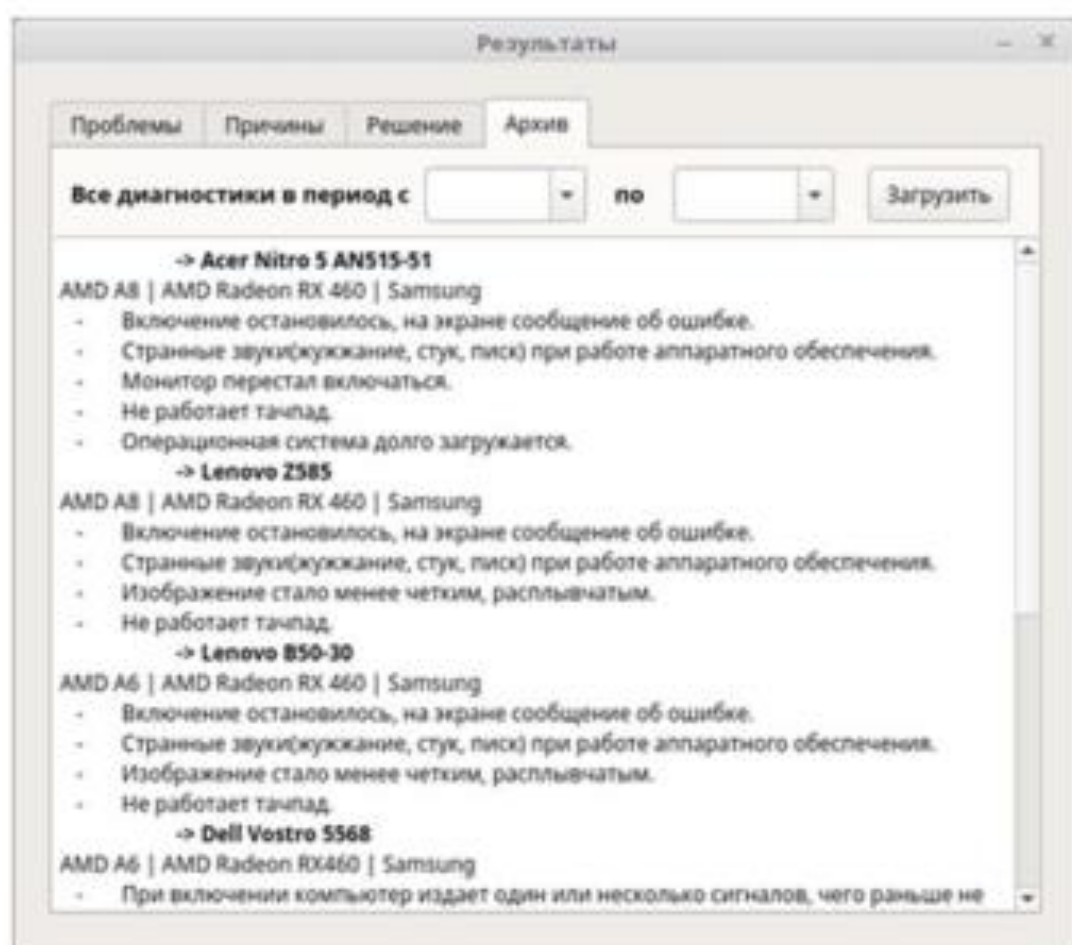 Результаты
Проблемы Причины Решение Архив
Все диагностики в период с по Загрузить
-> Acer Nitro 5 AN515-51
AMD A8 | AMD Radeon RX 460 | Samsung
- Включение остановилось, на экране сообщение об ошибке.
- Странные звуки(жужжание, стук, писк) при работе аппаратного обеспечения.
- Монитор перестал включаться.
- Не работает тачпад.
- Операционная система долго загружается.
-> Lenovo Z585
AMD A8 | AMD Radeon RX 460 | Samsung
- Включение остановилось, на экране сообщение об ошибке.
- Странные звуки(жужжание, стук, писк) при работе аппаратного обеспечения.
- Изображение стало менее четким, расплывчатым.
- Не работает тачпад.
-> Lenovo B50-30
AMD A6 | AMD Radeon RX 460 | Samsung
- Включение остановилось, на экране сообщение об ошибке.
- Странные звуки(жужжание, стук, писк) при работе аппаратного обеспечения.
- Изображение стало менее четким, расплывчатым.
- Не работает тачпад.
-> Dell Vostro 5568
AMD A6 | AMD Radeon RX460 | Samsung
- При включении компьютер издает один или несколько сигналов, чего раньше не